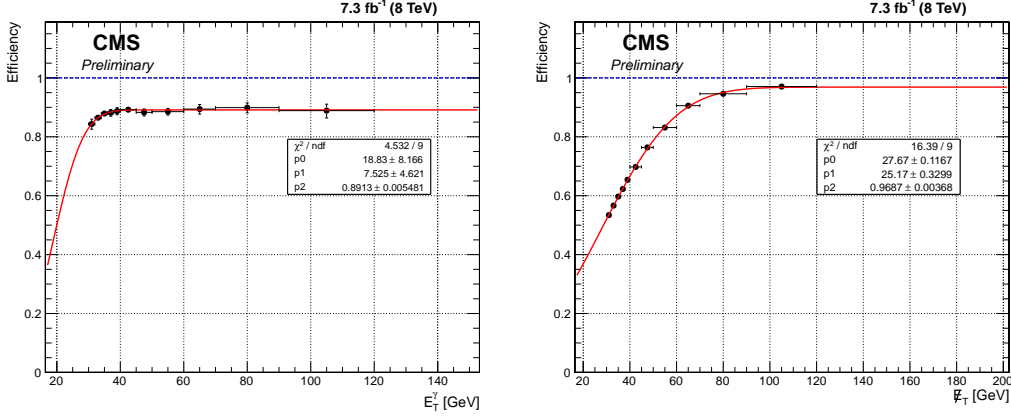 7.3 fb⁻¹ (8 TeV)
Efficiency
CMS
Preliminary
1
0.8
0.6
0.4
0.2
0
χ² / ndf 4.532 / 9
p0 18.83 ± 8.166
p1 7.525 ± 4.621
p2 0.8913 ± 0.005481
20 40 60 80 100 120 140
E_T^γ [GeV]
7.3 fb⁻¹ (8 TeV)
Efficiency
CMS
Preliminary
1
0.8
0.6
0.4
0.2
0
χ² / ndf 16.39 / 9
p0 27.67 ± 0.1167
p1 25.17 ± 0.3299
p2 0.9687 ± 0.00368
20 40 60 80 100 120 140 160 180 200
E̸_T [GeV]